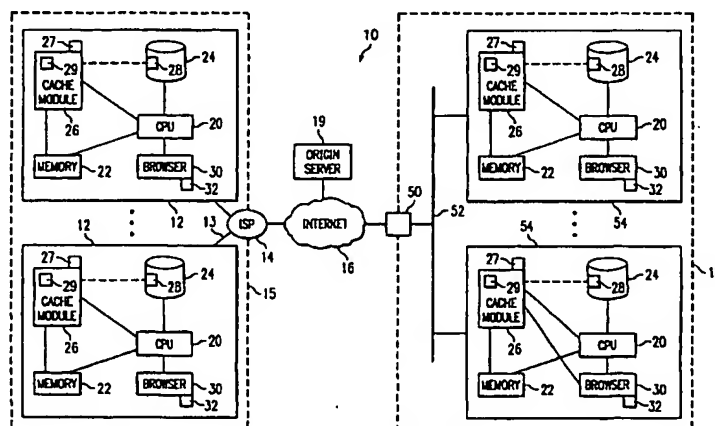 10
27
29
CACHE
MODULE
26
28
24
CPU
20
MEMORY
22
BROWSER
30
32
12
12
27
29
CACHE
MODULE
26
28
24
CPU
20
MEMORY
22
BROWSER
30
32
13
ISP
14
15
19
ORIGIN
SERVER
INTERNET
16
50
52
27
29
CACHE
MODULE
26
28
24
CPU
20
MEMORY
22
BROWSER
30
32
54
54
27
29
CACHE
MODULE
26
28
24
CPU
20
MEMORY
22
BROWSER
30
32